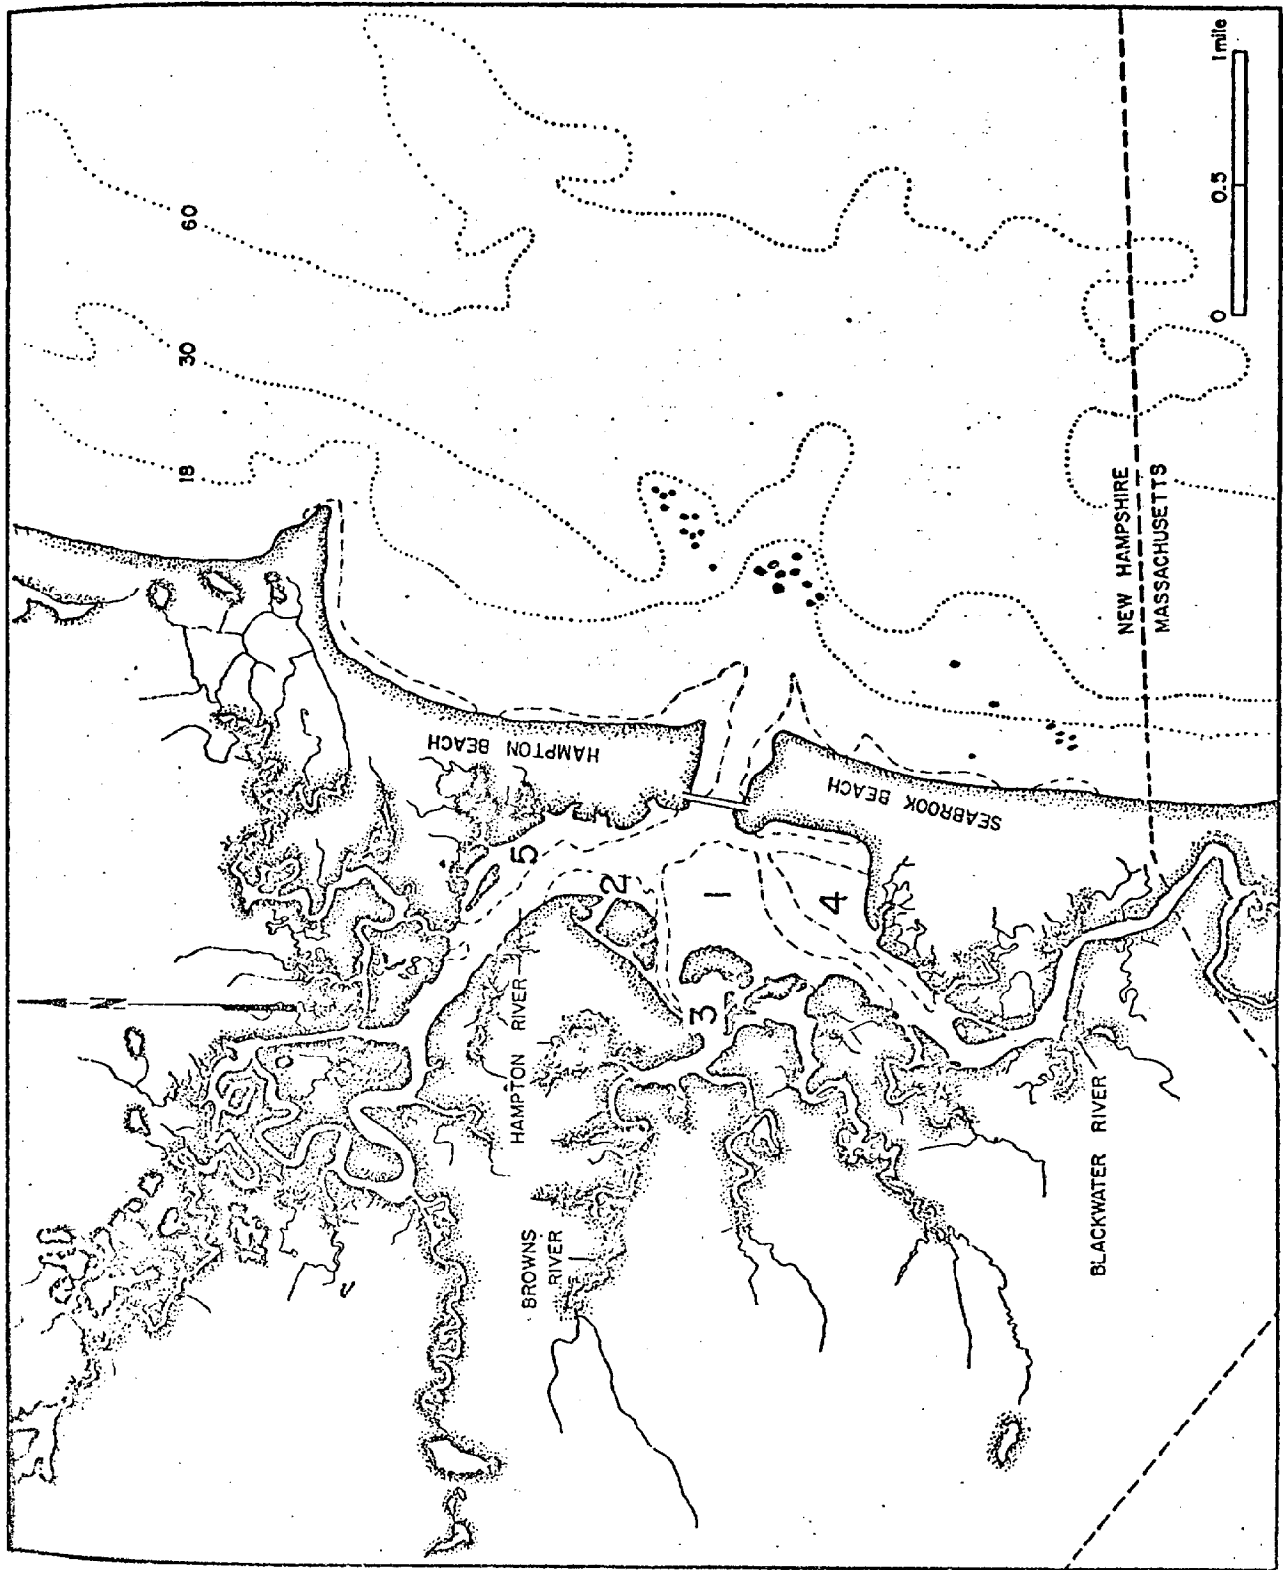 60
30
18
1 mile
0.5
0
NEW HAMPSHIRE
MASSACHUSETTS
HAMPTON BEACH
SEABROOK BEACH
5
2
1
4
3
N
HAMPTON RIVER
BROWNS
RIVER
BLACKWATER RIVER